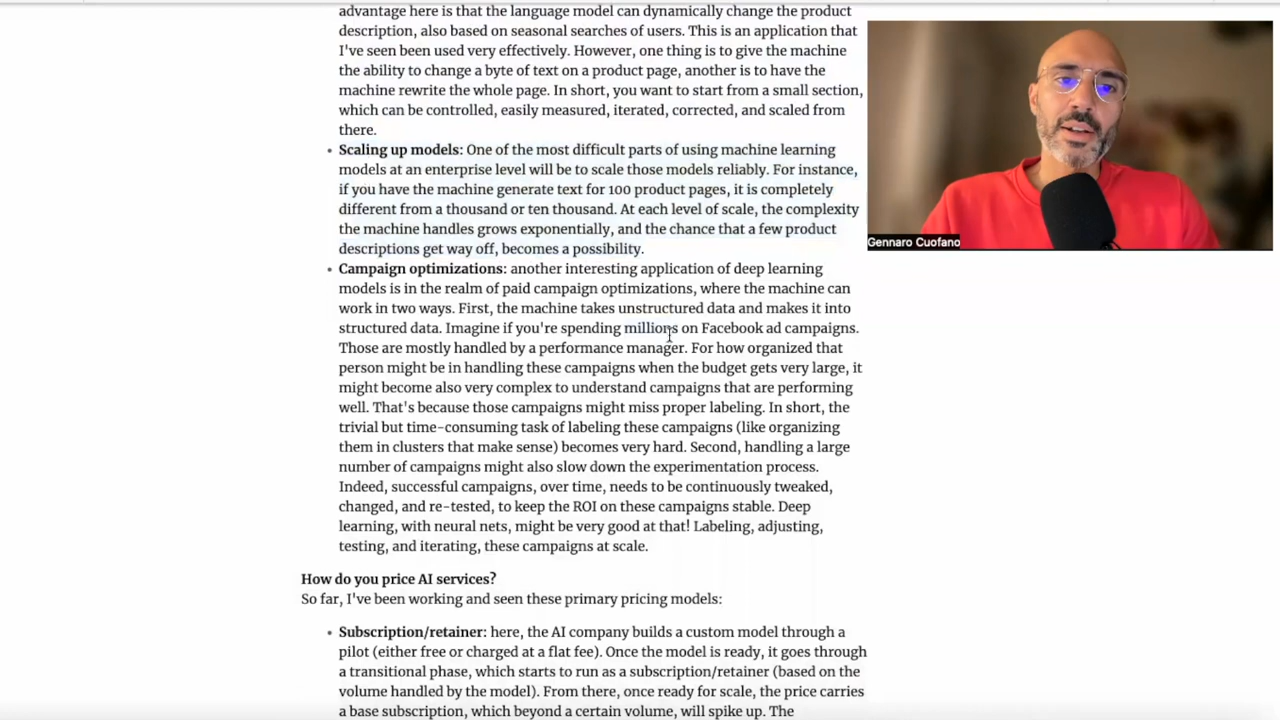 advantage here is that the language model can dynamically change the product
description, also based on seasonal searches of users. This is an application that
I've seen been used very effectively. However, one thing is to give the machine
the ability to change a byte of text on a product page, another is to have the
machine rewrite the whole page. In short, you want to start from a small section,
which can be controlled, easily measured, iterated, corrected, and scaled from
there.
• Scaling up models: One of the most difficult parts of using machine learning
models at an enterprise level will be to scale those models reliably. For instance,
if you have the machine generate text for 100 product pages, it is completely
different from a thousand or ten thousand. At each level of scale, the complexity
the machine handles grows exponentially, and the chance that a few product
descriptions get way off, becomes a possibility.
• Campaign optimizations: another interesting application of deep learning
models is in the realm of paid campaign optimizations, where the machine can
work in two ways. First, the machine takes unstructured data and makes it into
structured data. Imagine if you're spending millions on Facebook ad campaigns.
Those are mostly handled by a performance manager. For how organized that
person might be in handling these campaigns when the budget gets very large, it
might become also very complex to understand campaigns that are performing
well. That's because those campaigns might miss proper labeling. In short, the
trivial but time-consuming task of labeling these campaigns (like organizing
them in clusters that make sense) becomes very hard. Second, handling a large
number of campaigns might also slow down the experimentation process.
Indeed, successful campaigns, over time, needs to be continuously tweaked,
changed, and re-tested, to keep the ROI on these campaigns stable. Deep
learning, with neural nets, might be very good at that! Labeling, adjusting,
testing, and iterating, these campaigns at scale.
How do you price AI services?
So far, I've been working and seen these primary pricing models:
• Subscription/retainer: here, the AI company builds a custom model through a
pilot (either free or charged at a flat fee). Once the model is ready, it goes through
a transitional phase, which starts to run as a subscription/retainer (based on the
volume handled by the model). From there, once ready for scale, the price carries
a base subscription, which beyond a certain volume, will spike up. The
Gennaro Cuofano